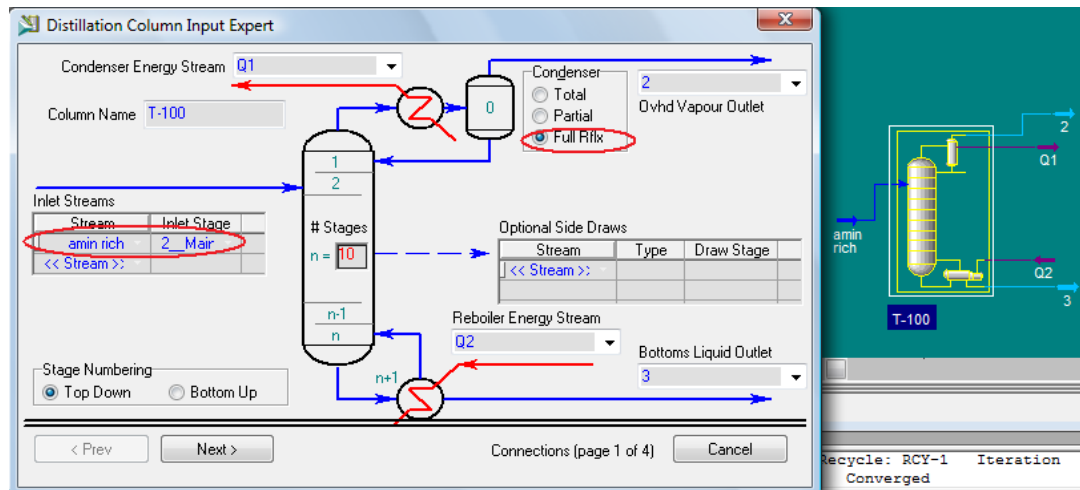 Distillation Column Input Expert
x
Condenser Energy Stream Q1
Column Name T-100
Condenser
Total
Partial
Full Rflx
0
2
Ovhd Vapour Outlet
1
2
Inlet Streams
Stream Inlet Stage
amin rich 2__Mair
<< Stream >>
# Stages
n = 10
Optional Side Draws
Stream Type Draw Stage
<< Stream >>
n-1
n
n+1
Reboiler Energy Stream
Q2
Bottoms Liquid Outlet
3
Stage Numbering
Top Down Bottom Up
< Prev Next > Connections (page 1 of 4) Cancel
2
Q1
amin
rich
Q2
3
T-100
Recycle: RCY-1 Iteration
Converged